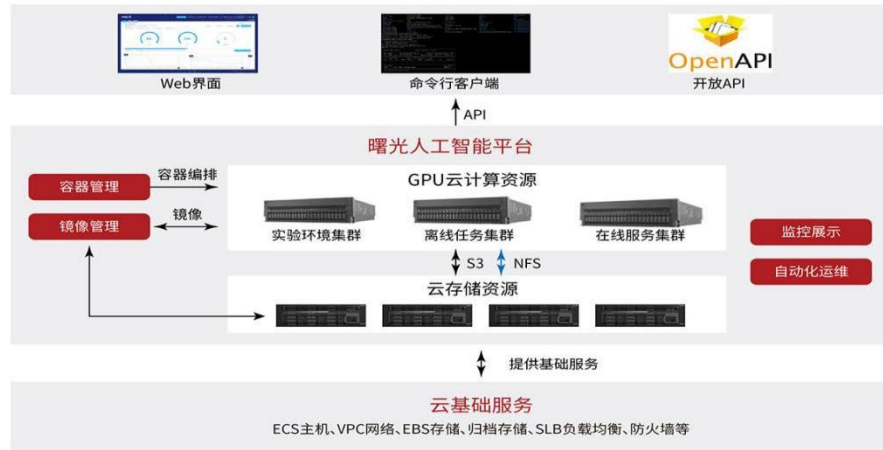 Web界面
命令行客户端
OpenAPI
开放API
API
曙光人工智能平台
容器管理
容器编排
GPU云计算资源
镜像管理
镜像
实验环境集群
离线任务集群
在线服务集群
监控展示
自动化运维
S3
NFS
云存储资源
提供基础服务
云基础服务
ECS主机、VPC网络、EBS存储、归档存储、SLB负载均衡、防火墙等